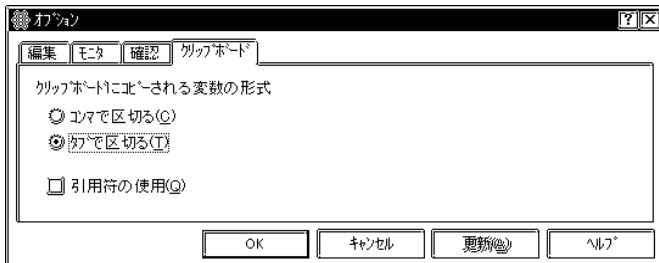 ｵﾌﾟｼｮﾝ
編集 ﾓﾆﾀ 確認 ｸﾘｯﾌﾟﾎﾞｰﾄﾞ
ｸﾘｯﾌﾟﾎﾞｰﾄﾞにｺﾋﾟｰされる変数の形式
ｺﾝﾏで区切る(C)
ﾀﾌﾞで区切る(T)
引用符の使用(Q)
OK ｷｬﾝｾﾙ 更新(A) ﾍﾙﾌﾟ